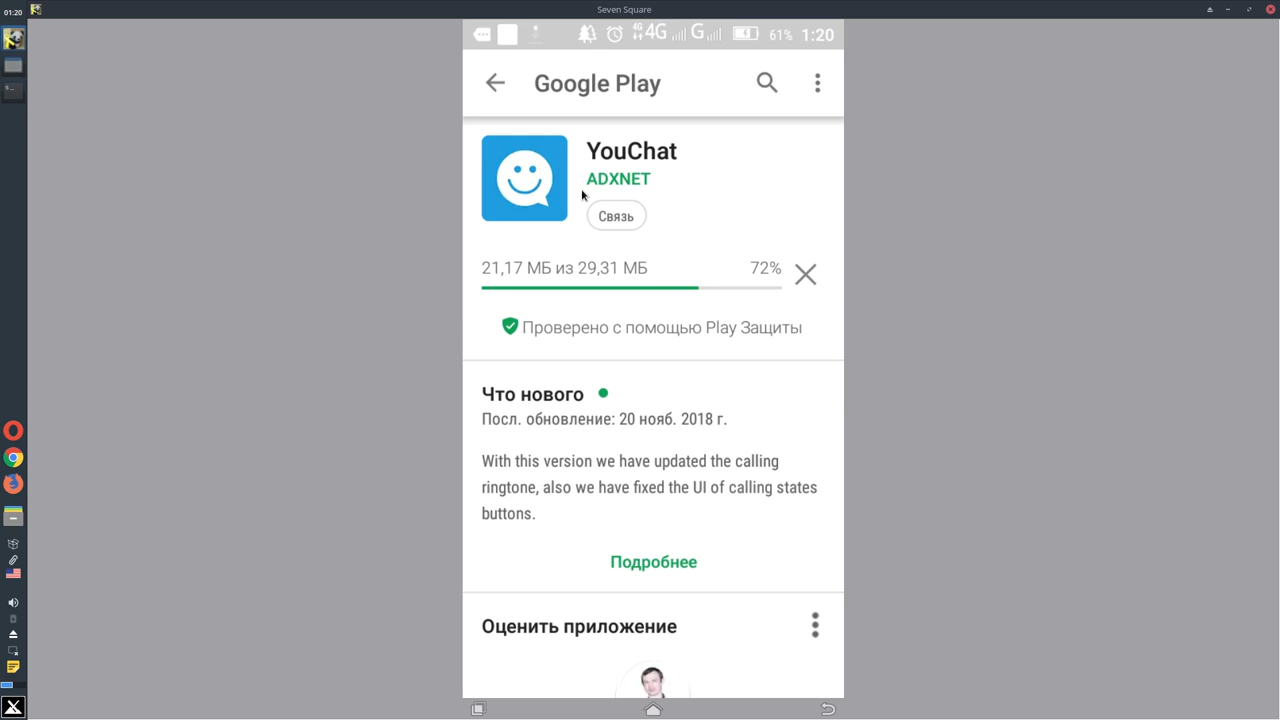 01:20
Seven Square
4G 4G G 61% 1:20
Google Play
YouChat
ADXNET
Связь
21,17 МБ из 29,31 МБ 72%
Проверено с помощью Play Защиты
Что нового
Посл. обновление: 20 нояб. 2018 г.
With this version we have updated the calling
ringtone, also we have fixed the UI of calling states
buttons.
Подробнее
Оценить приложение